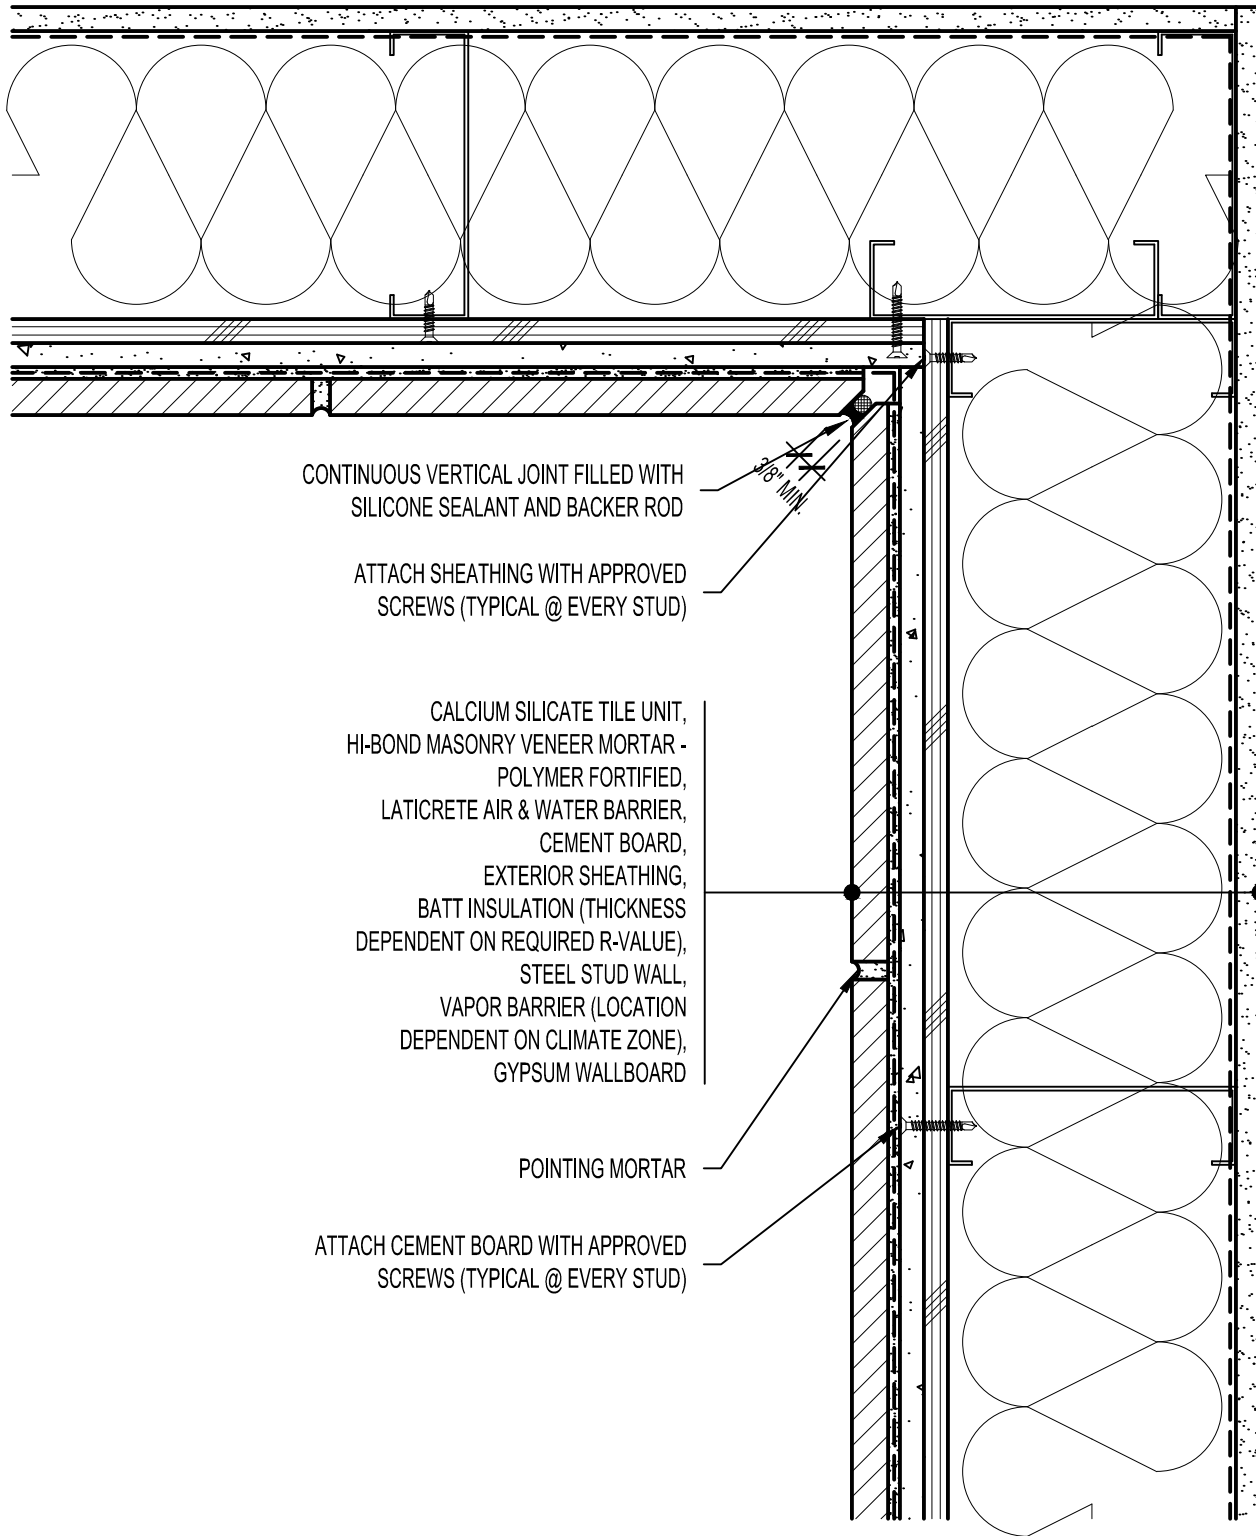 CONTINUOUS VERTICAL JOINT FILLED WITH
SILICONE SEALANT AND BACKER ROD
3/8" MIN.
ATTACH SHEATHING WITH APPROVED
SCREWS (TYPICAL @ EVERY STUD)
CALCIUM SILICATE TILE UNIT,
HI-BOND MASONRY VENEER MORTAR -
POLYMER FORTIFIED,
LATICRETE AIR & WATER BARRIER,
CEMENT BOARD,
EXTERIOR SHEATHING,
BATT INSULATION (THICKNESS
DEPENDENT ON REQUIRED R-VALUE),
STEEL STUD WALL,
VAPOR BARRIER (LOCATION
DEPENDENT ON CLIMATE ZONE),
GYPSUM WALLBOARD
POINTING MORTAR
ATTACH CEMENT BOARD WITH APPROVED
SCREWS (TYPICAL @ EVERY STUD)